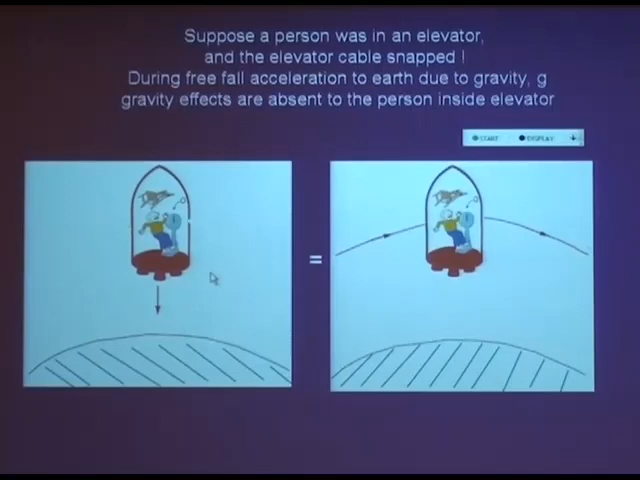 Suppose a person was in an elevator,
and the elevator cable snapped !
During free fall acceleration to earth due to gravity, g
gravity effects are absent to the person inside elevator
START DISPLAY
=